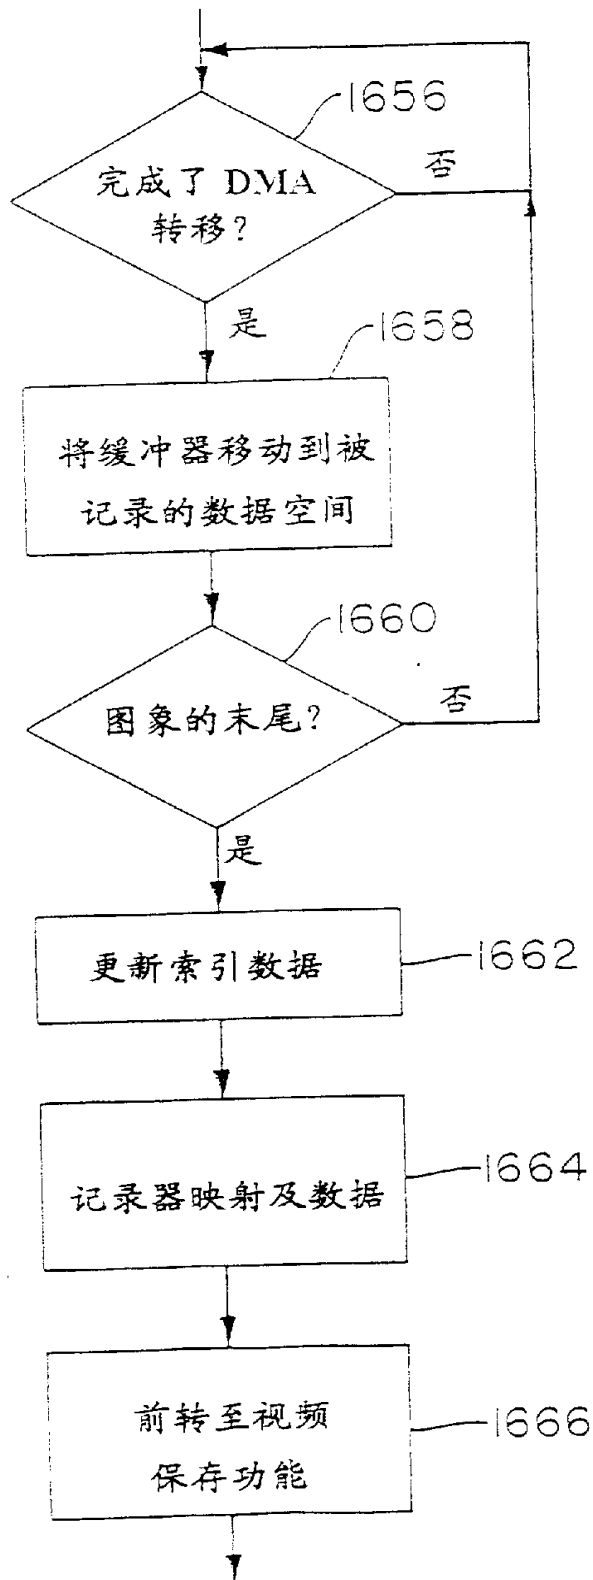 1656
完成了 DMA
转移?
否
是
1658
将缓冲器移动到被
记录的数据空间
1660
图象的末尾?
否
是
更新索引数据
1662
记录器映射及数据
1664
前转至视频
保存功能
1666